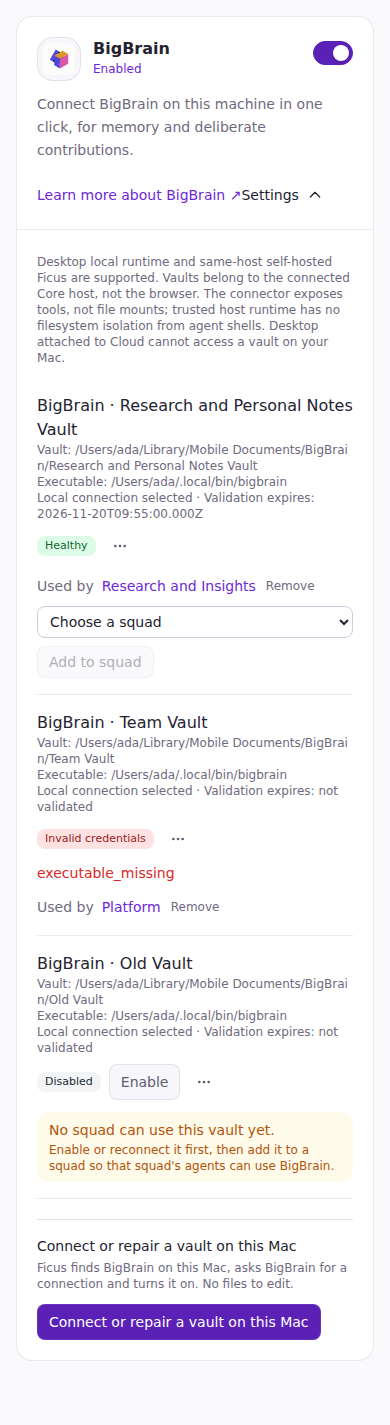 BigBrain
Enabled
Connect BigBrain on this machine in one
click, for memory and deliberate
contributions.
Learn more about BigBrain ↗Settings
Desktop local runtime and same-host self-hosted
Ficus are supported. Vaults belong to the connected
Core host, not the browser. The connector exposes
tools, not file mounts; trusted host runtime has no
filesystem isolation from agent shells. Desktop
attached to Cloud cannot access a vault on your
Mac.
BigBrain · Research and Personal Notes
Vault
Vault: /Users/ada/Library/Mobile Documents/BigBrai
n/Research and Personal Notes Vault
Executable: /Users/ada/.local/bin/bigbrain
Local connection selected · Validation expires:
2026-11-20T09:55:00.000Z
Healthy ···
Used by Research and Insights Remove
Choose a squad
Add to squad
BigBrain · Team Vault
Vault: /Users/ada/Library/Mobile Documents/BigBrai
n/Team Vault
Executable: /Users/ada/.local/bin/bigbrain
Local connection selected · Validation expires: not
validated
Invalid credentials ···
executable_missing
Used by Platform Remove
BigBrain · Old Vault
Vault: /Users/ada/Library/Mobile Documents/BigBrai
n/Old Vault
Executable: /Users/ada/.local/bin/bigbrain
Local connection selected · Validation expires: not
validated
Disabled Enable ···
No squad can use this vault yet.
Enable or reconnect it first, then add it to a
squad so that squad's agents can use BigBrain.
Connect or repair a vault on this Mac
Ficus finds BigBrain on this Mac, asks BigBrain for a
connection and turns it on. No files to edit.
Connect or repair a vault on this Mac